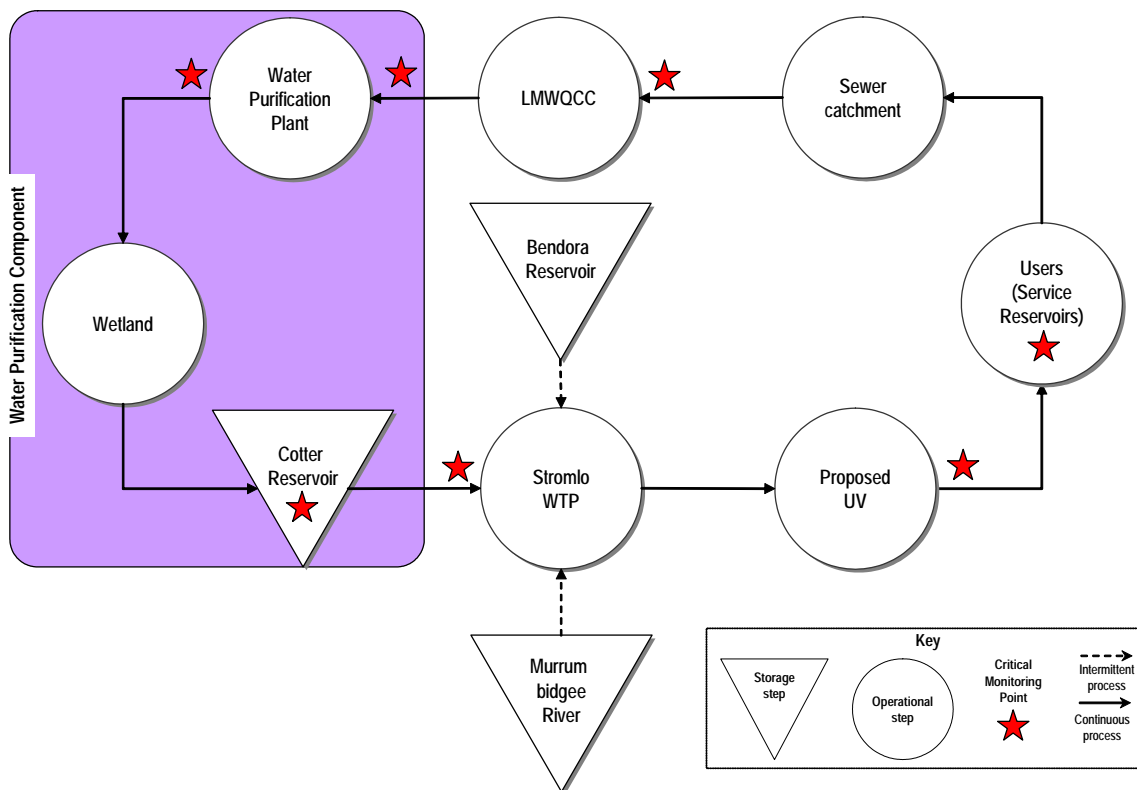 Water Purification Component
Water
Purification
Plant
LMWQCC
Sewer
catchment
Bendora
Reservoir
Users
(Service
Reservoirs)
Wetland
Cotter
Reservoir
Stromlo
WTP
Proposed
UV
Murrum
bidgee
River
Key
Storage
step
Operational
step
Critical
Monitoring
Point
Intermittent
process
Continuous
process